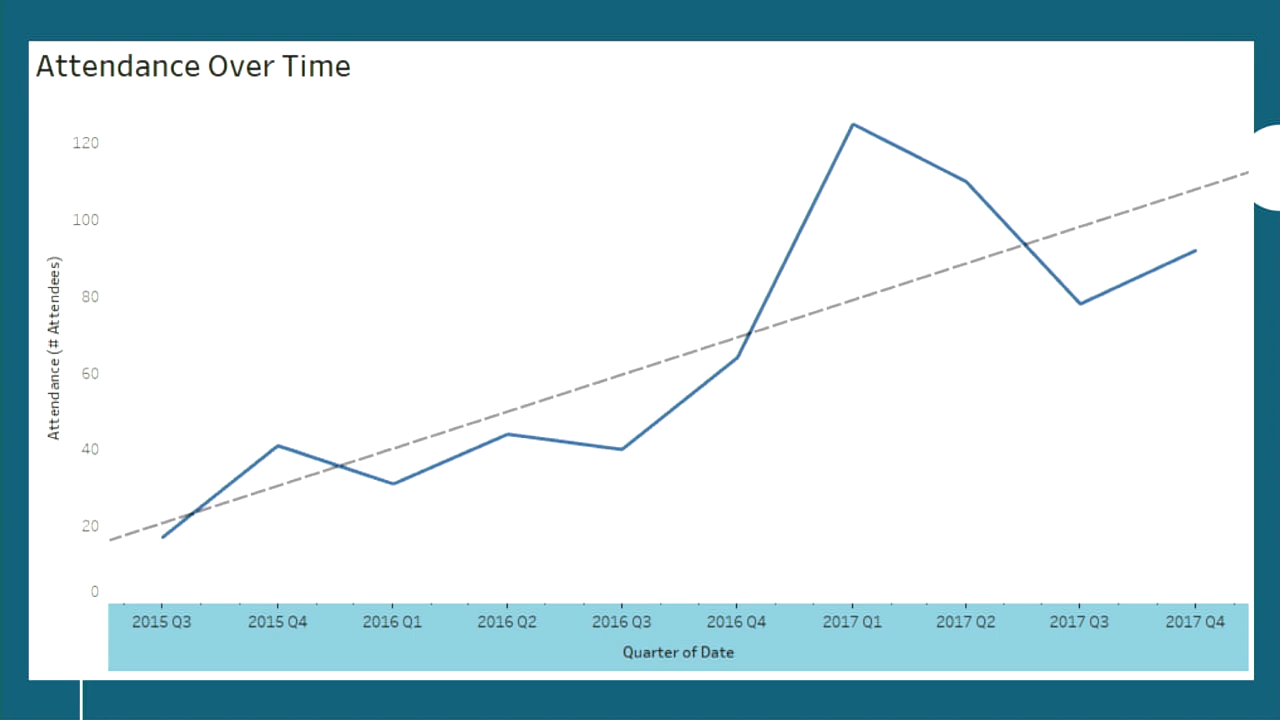 Attendance Over Time
Attendance (# Attendees)
120
100
80
60
40
20
0
2015 Q3 2015 Q4 2016 Q1 2016 Q2 2016 Q3 2016 Q4 2017 Q1 2017 Q2 2017 Q3 2017 Q4
Quarter of Date